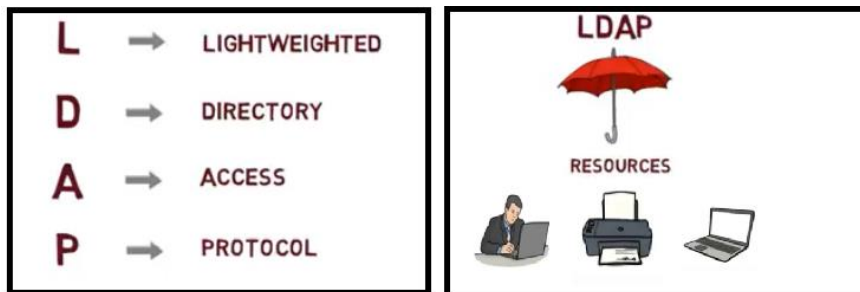 L LIGHTWEIGHTED
D DIRECTORY
A ACCESS
P PROTOCOL
LDAP
RESOURCES